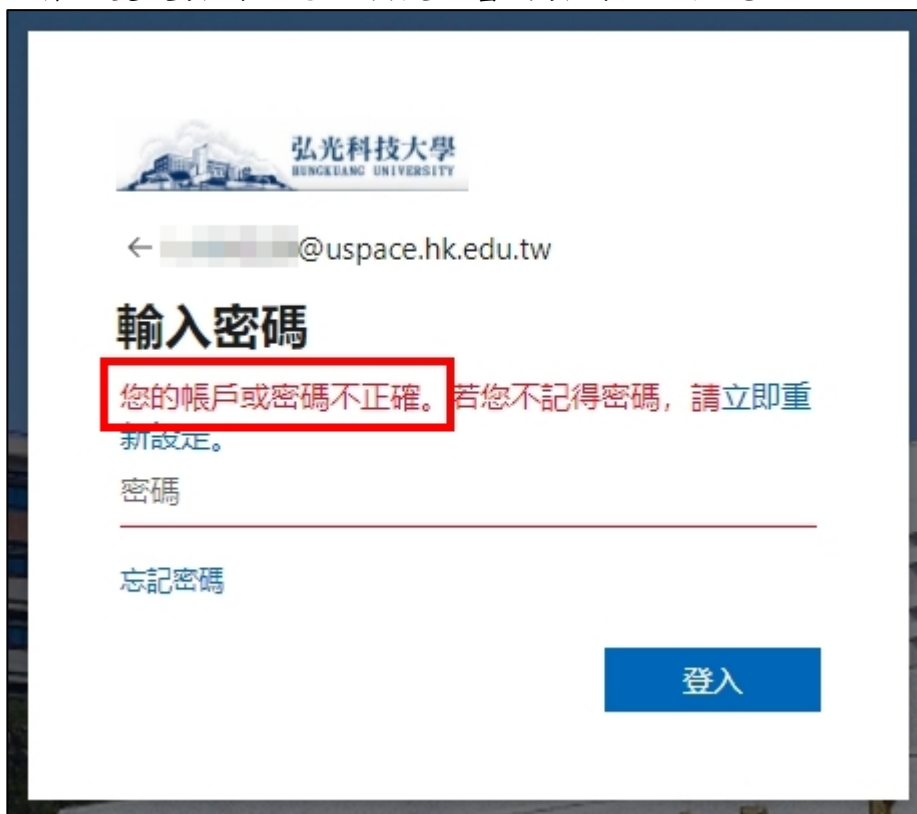 弘光科技大學
HUNGKUANG UNIVERSITY
← @uspace.hk.edu.tw
輸入密碼
您的帳戶或密碼不正確。若您不記得密碼，請立即重
新設定。
密碼
忘記密碼
登入